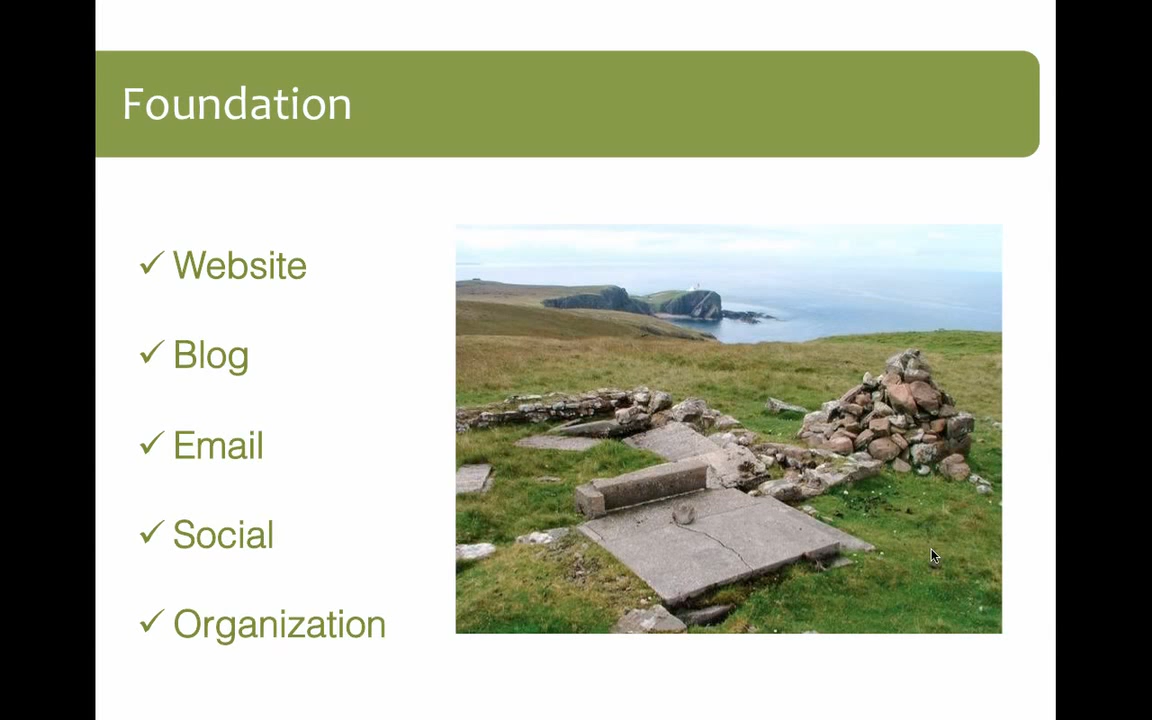 Foundation
✓ Website
✓ Blog
✓ Email
✓ Social
✓ Organization